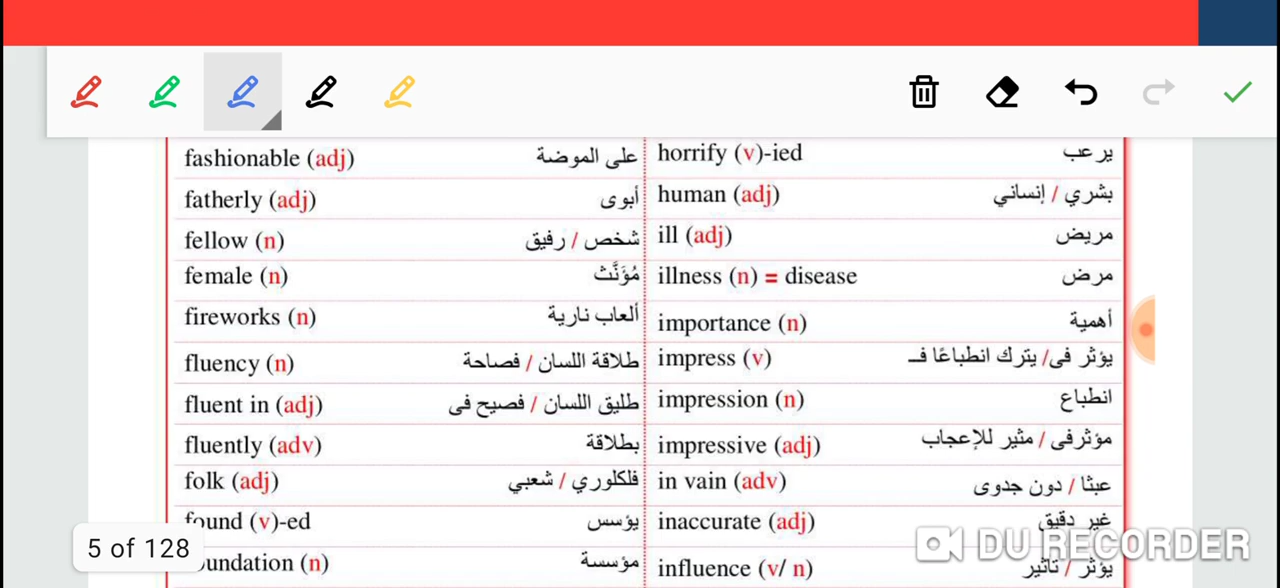 fashionable (adj) على الموضة
horrify (v)-ied يرعب
fatherly (adj) أبوى
human (adj) بشري / إنساني
fellow (n) شخص / رفيق
ill (adj) مريض
female (n) مُؤَنَّث
illness (n) = disease مرض
fireworks (n) ألعاب نارية
importance (n) أهمية
fluency (n) طلاقة اللسان / فصاحة
impress (v) يؤثر فى/ يترك انطباعًا فــ
fluent in (adj) طليق اللسان / فصيح فى
impression (n) انطباع
fluently (adv) بطلاقة
impressive (adj) مؤثرفى / مثير للإعجاب
folk (adj) فلكلوري / شعبي
in vain (adv) عبثا / دون جدوى
found (v)-ed يؤسس
inaccurate (adj) غير دقيق
5 of 128
oundation (n) مؤسسة
influence (v/ n) يؤثر / تاثير
DU RECORDER